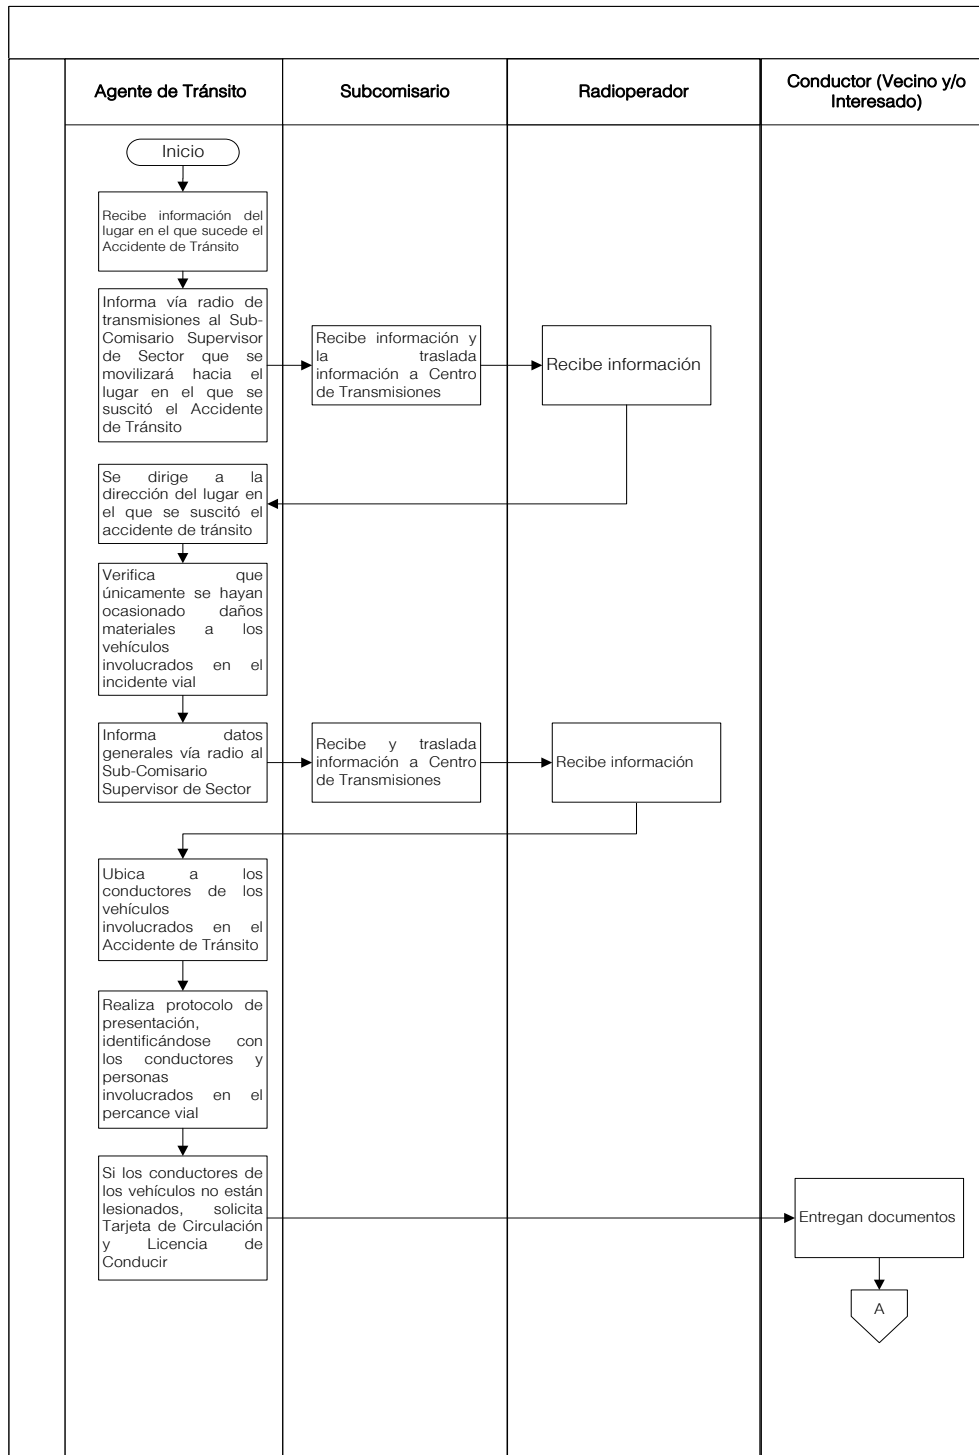 Agente de Tránsito
Subcomisario
Radioperador
Conductor (Vecino y/o
Interesado)
Inicio
Recibe información del
lugar en el que sucede el
Accidente de Tránsito
Informa vía radio de
transmisiones al Sub-
Comisario Supervisor
de Sector que se
movilizará hacia el
lugar en el que se
suscitó el Accidente
de Tránsito
Recibe información y
la traslada
información a Centro
de Transmisiones
Recibe información
Se dirige a la
dirección del lugar en
el que se suscitó el
accidente de tránsito
Verifica que
únicamente se hayan
ocasionado daños
materiales a los
vehículos
involucrados en el
incidente vial
Informa datos
generales vía radio al
Sub-Comisario
Supervisor de Sector
Recibe y traslada
información a Centro
de Transmisiones
Recibe información
Ubica a los
conductores de los
vehículos
involucrados en el
Accidente de Tránsito
Realiza protocolo de
presentación,
identificándose con
los conductores y
personas
involucrados en el
percance vial
Si los conductores de
los vehículos no están
lesionados, solicita
Tarjeta de Circulación
y Licencia de
Conducir
Entregan documentos
A